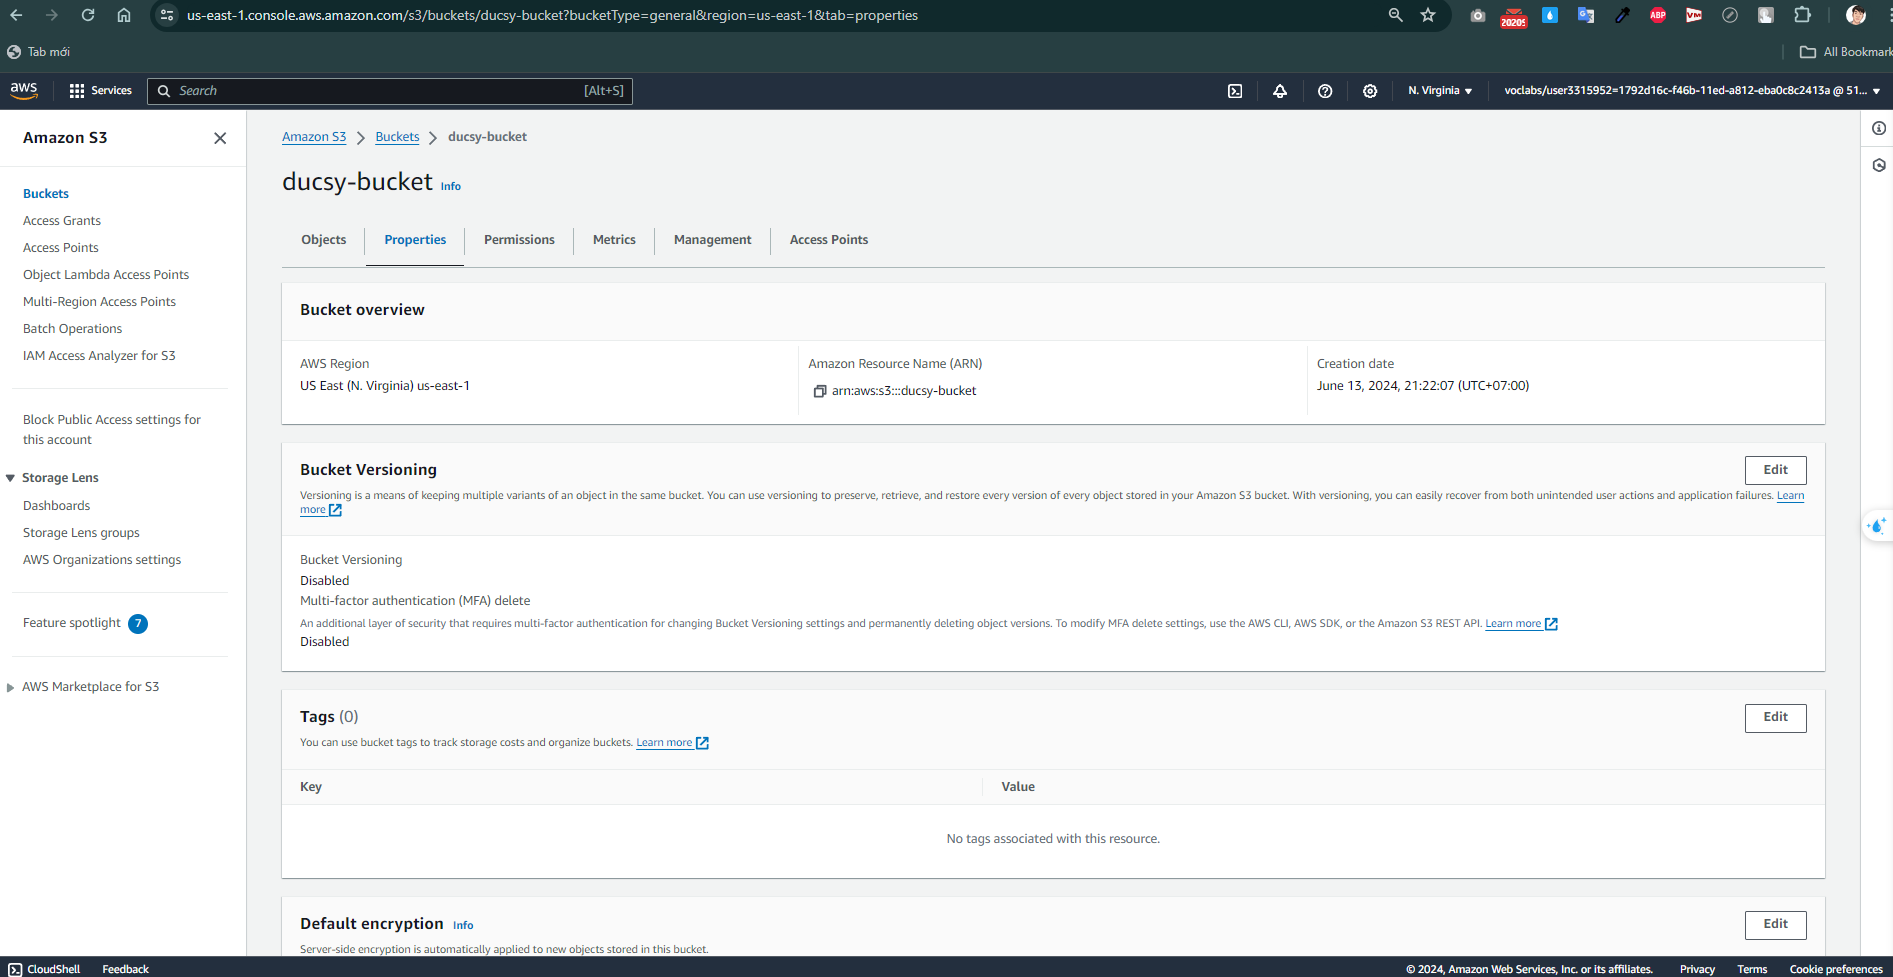 us-east-1.console.aws.amazon.com/s3/buckets/ducsy-bucket?bucketType=general&region=us-east-1&tab=properties
20209
ABP
VM
Tab mới
All Bookmark
aws
Services
Search
[Alt+S]
N. Virginia
voclabs/user3315952=1792d16c-f46b-11ed-a812-eba0c8c2413a @ 51...
Amazon S3
Buckets
Access Grants
Access Points
Object Lambda Access Points
Multi-Region Access Points
Batch Operations
IAM Access Analyzer for S3
Block Public Access settings for
this account
Storage Lens
Dashboards
Storage Lens groups
AWS Organizations settings
Feature spotlight 7
AWS Marketplace for S3
Amazon S3 > Buckets > ducsy-bucket
ducsy-bucket Info
Objects
Properties
Permissions
Metrics
Management
Access Points
Bucket overview
AWS Region
US East (N. Virginia) us-east-1
Amazon Resource Name (ARN)
arn:aws:s3:::ducsy-bucket
Creation date
June 13, 2024, 21:22:07 (UTC+07:00)
Bucket Versioning
Edit
Versioning is a means of keeping multiple variants of an object in the same bucket. You can use versioning to preserve, retrieve, and restore every version of every object stored in your Amazon S3 bucket. With versioning, you can easily recover from both unintended user actions and application failures. Learn
more
Bucket Versioning
Disabled
Multi-factor authentication (MFA) delete
An additional layer of security that requires multi-factor authentication for changing Bucket Versioning settings and permanently deleting object versions. To modify MFA delete settings, use the AWS CLI, AWS SDK, or the Amazon S3 REST API. Learn more
Disabled
Tags (0)
Edit
You can use bucket tags to track storage costs and organize buckets. Learn more
Key
Value
No tags associated with this resource.
Default encryption Info
Edit
Server-side encryption is automatically applied to new objects stored in this bucket.
CloudShell
Feedback
© 2024, Amazon Web Services, Inc. or its affiliates.
Privacy
Terms
Cookie preferences